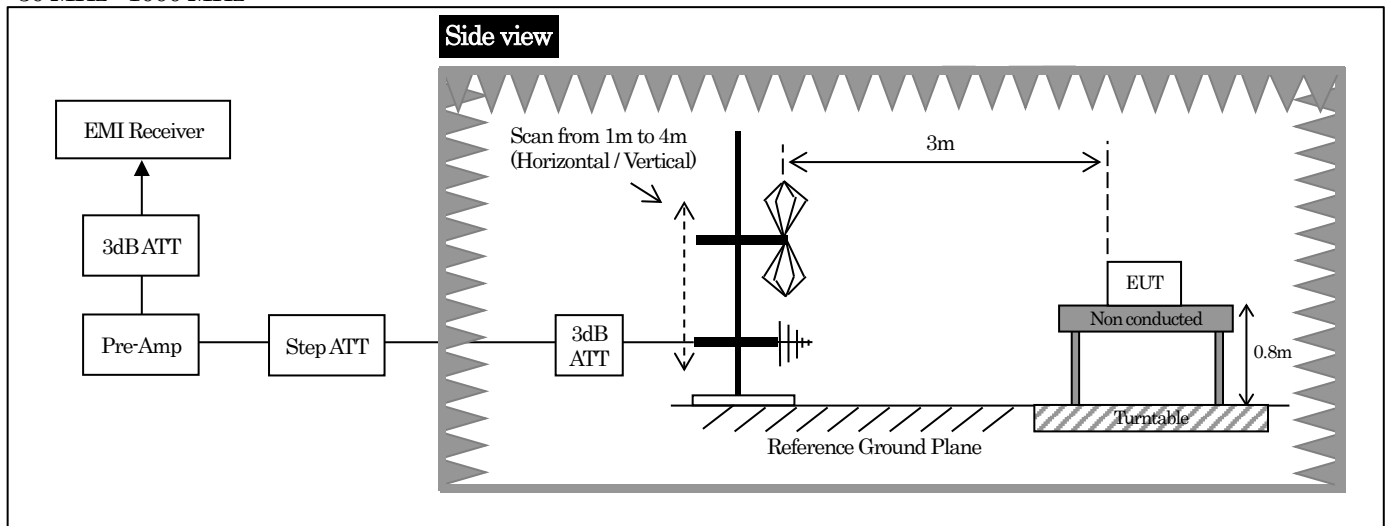 Side view
EMI Receiver
3dB ATT
Pre-Amp
Step ATT
3dB
ATT
Scan from 1m to 4m
(Horizontal / Vertical)
3m
EUT
Non conducted
0.8m
Turntable
Reference Ground Plane